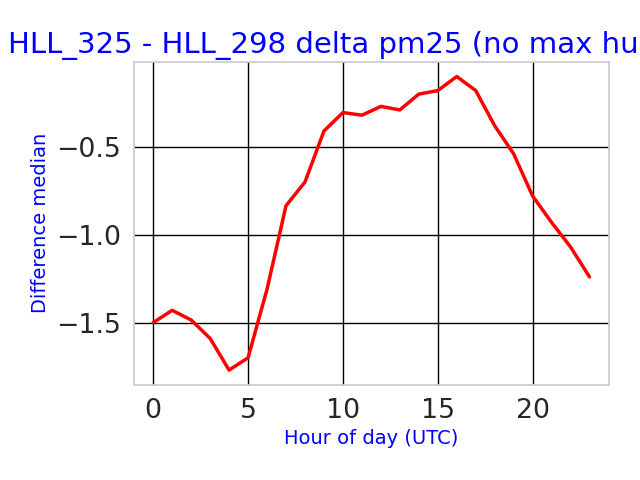 HLL_325 - HLL_298 delta pm25 (no max hu
Difference median
−0.5
−1.0
−1.5
0 5 10 15 20
Hour of day (UTC)